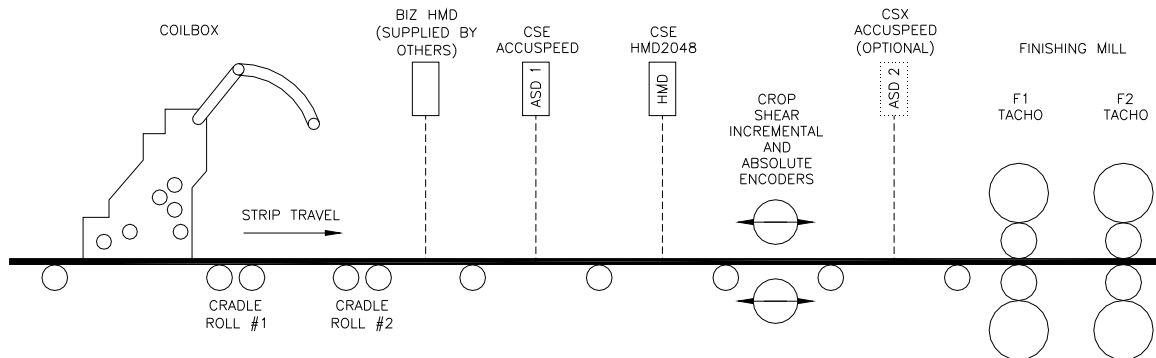 COILBOX
BIZ HMD
(SUPPLIED BY
OTHERS)
CSE
ACCUSPEED
CSE
HMD2048
CSX
ACCUSPEED
(OPTIONAL)
FINISHING MILL
ASD 1
HMD
ASD 2
CROP
SHEAR
INCREMENTAL
AND
ABSOLUTE
ENCODERS
F1
TACHO
F2
TACHO
STRIP TRAVEL
CRADLE
ROLL #1
CRADLE
ROLL #2